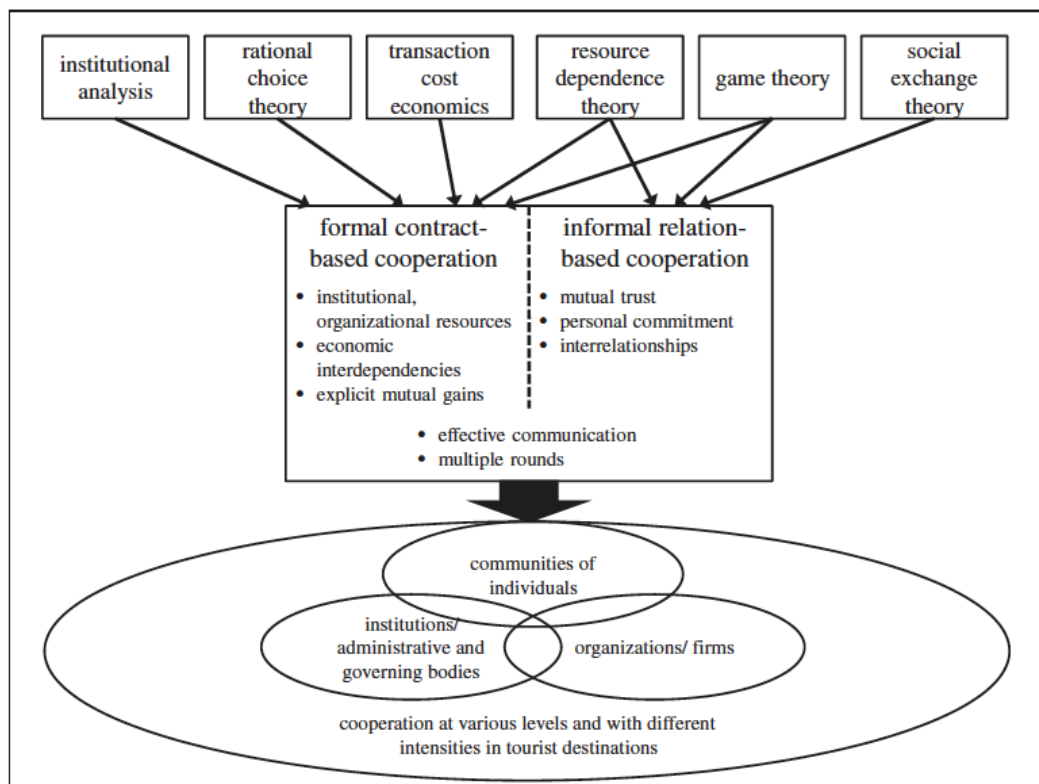 institutional
analysis
rational
choice
theory
transaction
cost
economics
resource
dependence
theory
game theory
social
exchange
theory
formal contract-
based cooperation
• institutional,
organizational resources
• economic
interdependencies
• explicit mutual gains
informal relation-
based cooperation
• mutual trust
• personal commitment
• interrelationships
• effective communication
• multiple rounds
communities of
individuals
institutions/
administrative and
governing bodies
organizations/ firms
cooperation at various levels and with different
intensities in tourist destinations